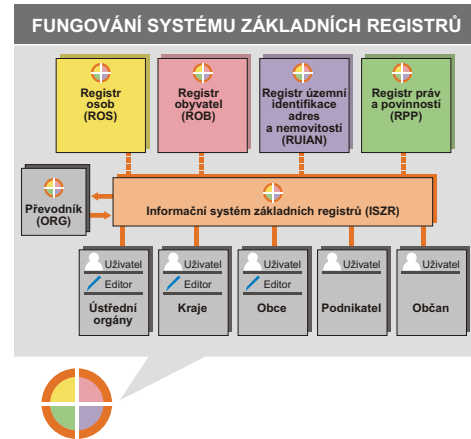 FUNGOVÁNÍ SYSTÉMU ZÁKLADNÍCH REGISTRŮ
Registr
osob
(ROS)
Registr
obyvatel
(ROB)
Registr územní
identifikace
adres
a nemovitostí
(RUIAN)
Registr práv
a povinností
(RPP)
Převodník
(ORG)
Informační systém základních registrů (ISZR)
Uživatel
Editor
Ústřední
orgány
Uživatel
Editor
Kraje
Uživatel
Editor
Obce
Uživatel
Podnikatel
Uživatel
Občan